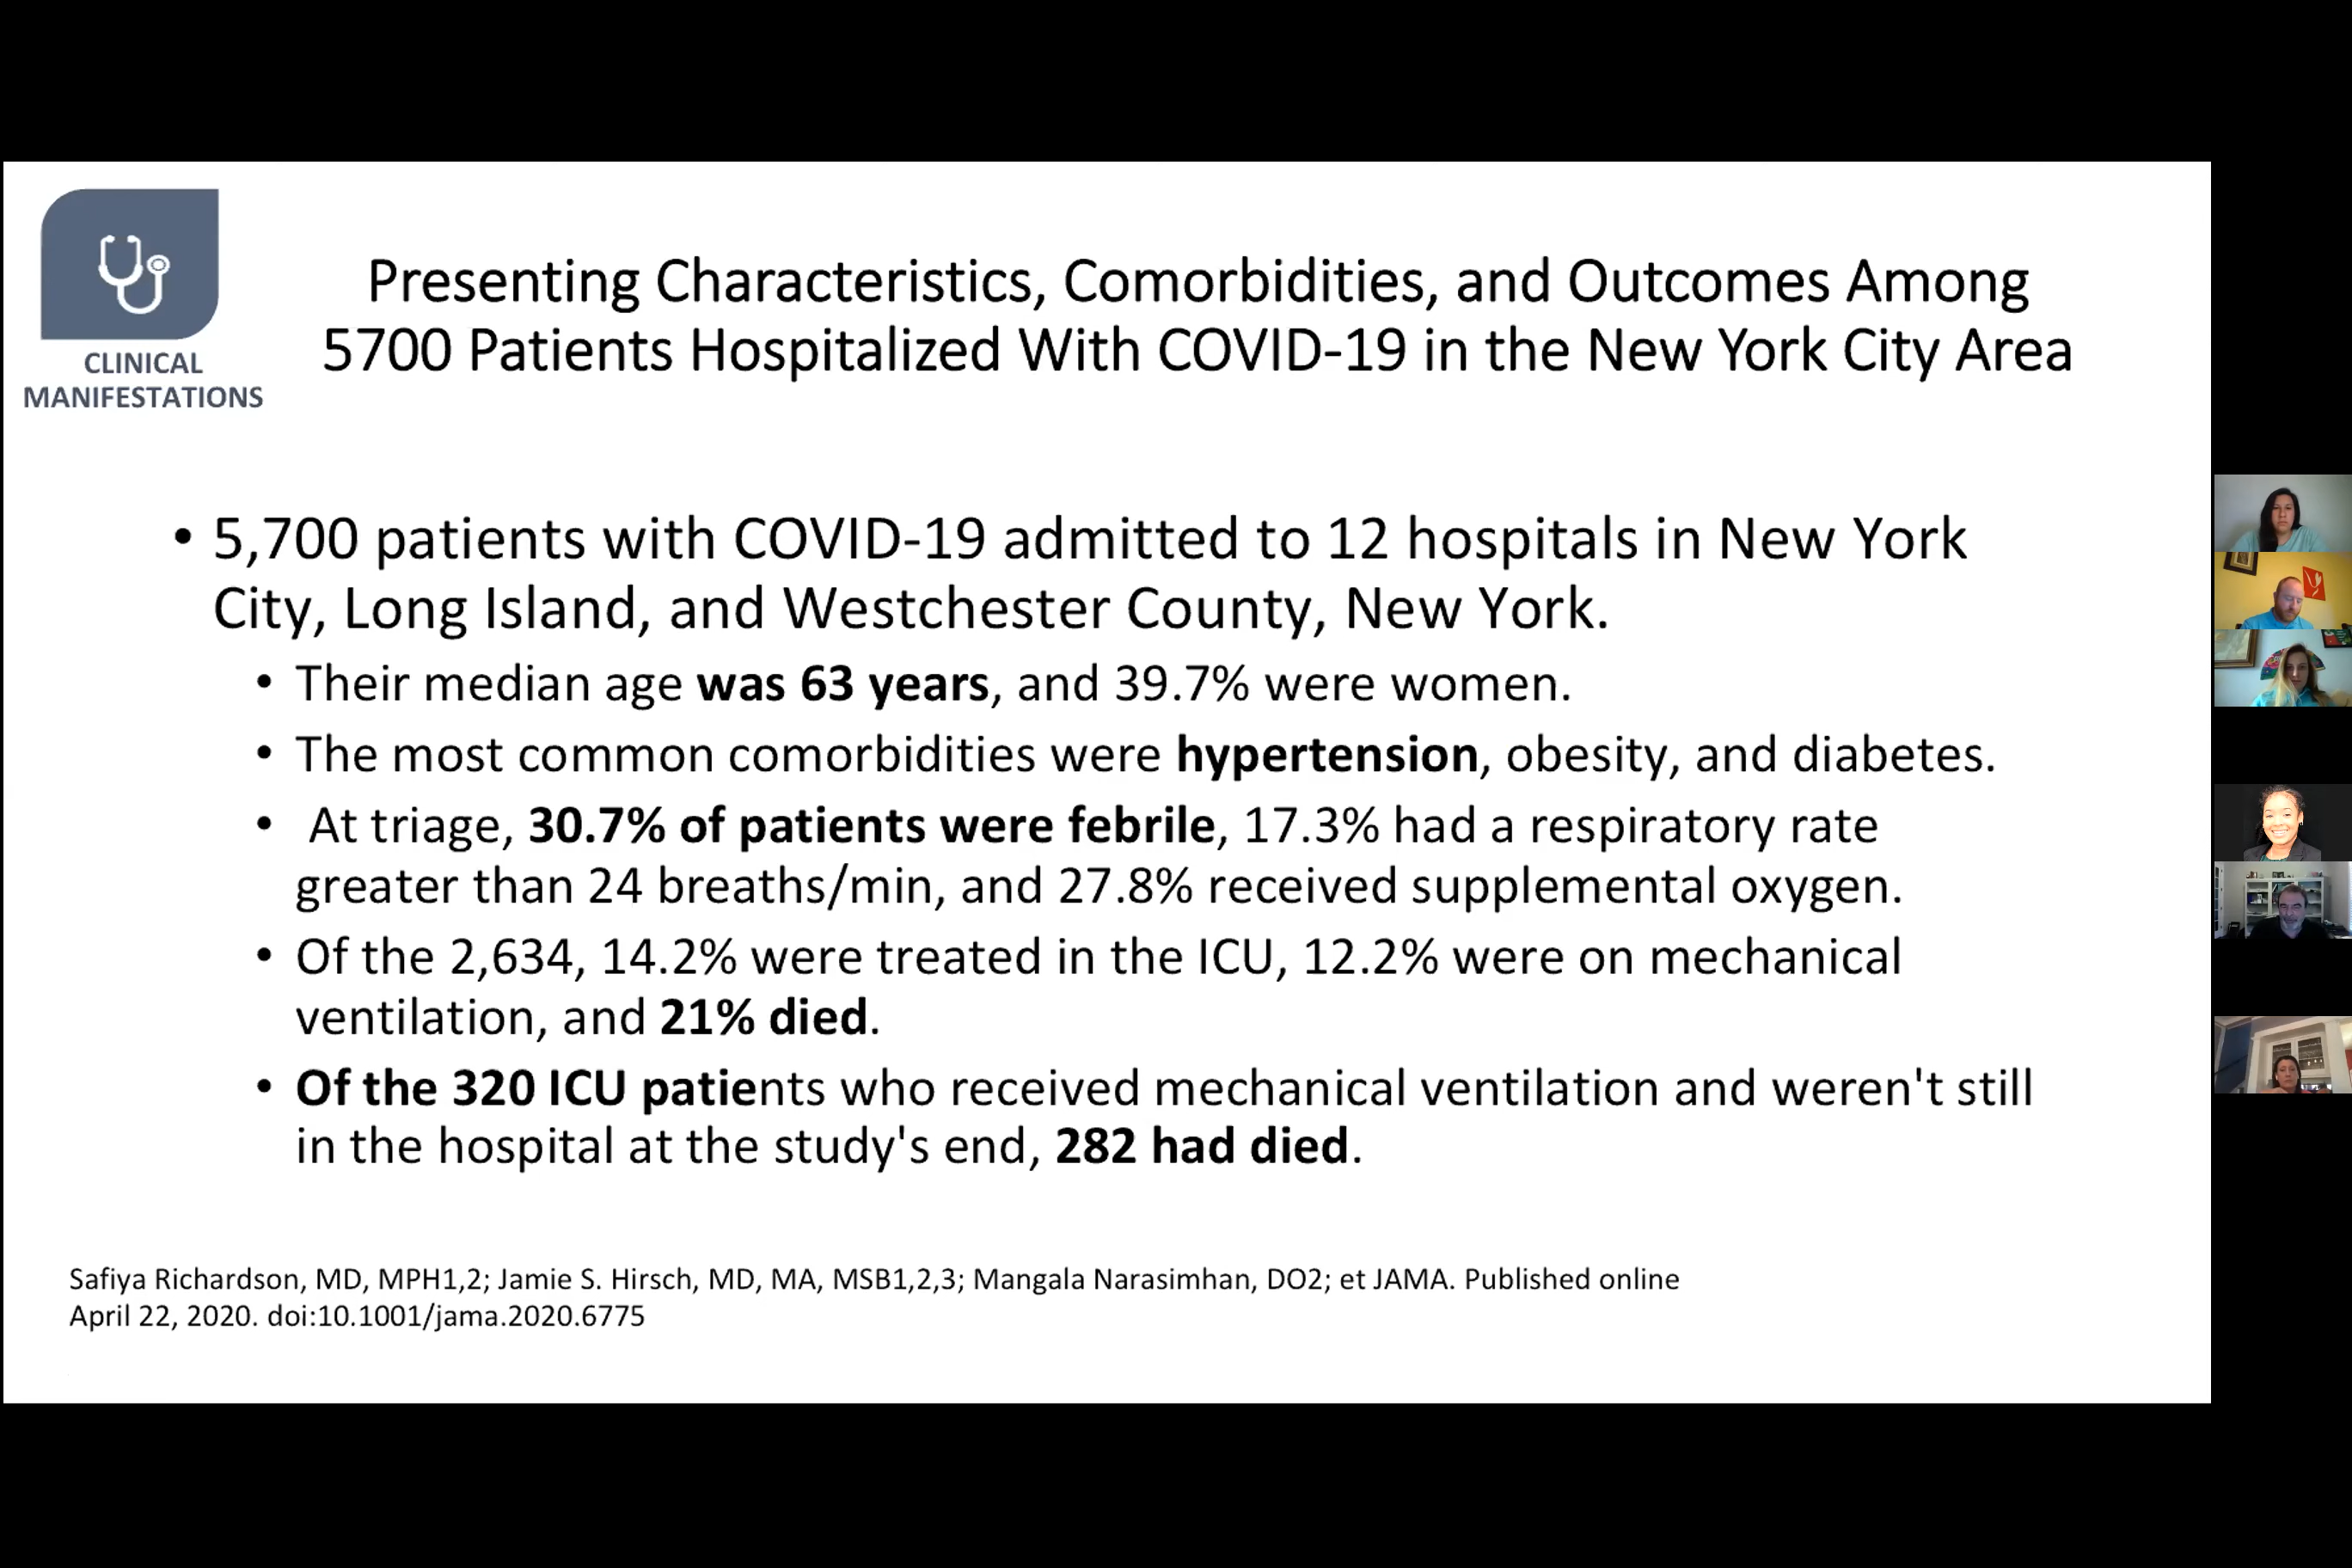 CLINICAL
MANIFESTATIONS
Presenting Characteristics, Comorbidities, and Outcomes Among
5700 Patients Hospitalized With COVID-19 in the New York City Area
• 5,700 patients with COVID-19 admitted to 12 hospitals in New York
City, Long Island, and Westchester County, New York.
• Their median age was 63 years, and 39.7% were women.
• The most common comorbidities were hypertension, obesity, and diabetes.
• At triage, 30.7% of patients were febrile, 17.3% had a respiratory rate
greater than 24 breaths/min, and 27.8% received supplemental oxygen.
• Of the 2,634, 14.2% were treated in the ICU, 12.2% were on mechanical
ventilation, and 21% died.
• Of the 320 ICU patients who received mechanical ventilation and weren't still
in the hospital at the study's end, 282 had died.
Safiya Richardson, MD, MPH1,2; Jamie S. Hirsch, MD, MA, MSB1,2,3; Mangala Narasimhan, DO2; et JAMA. Published online
April 22, 2020. doi:10.1001/jama.2020.6775